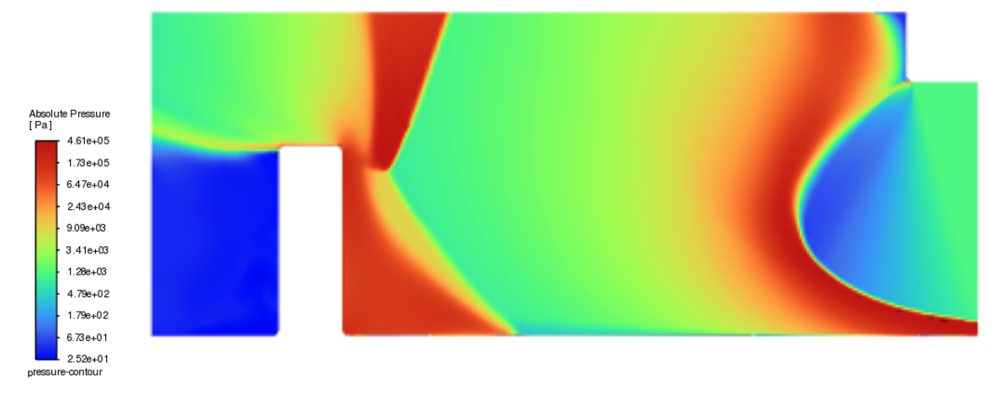 Absolute Pressure
[ Pa ]
4.61e+05
1.73e+05
6.47e+04
2.43e+04
9.09e+03
3.41e+03
1.28e+03
4.79e+02
1.79e+02
6.73e+01
2.52e+01
pressure-contour